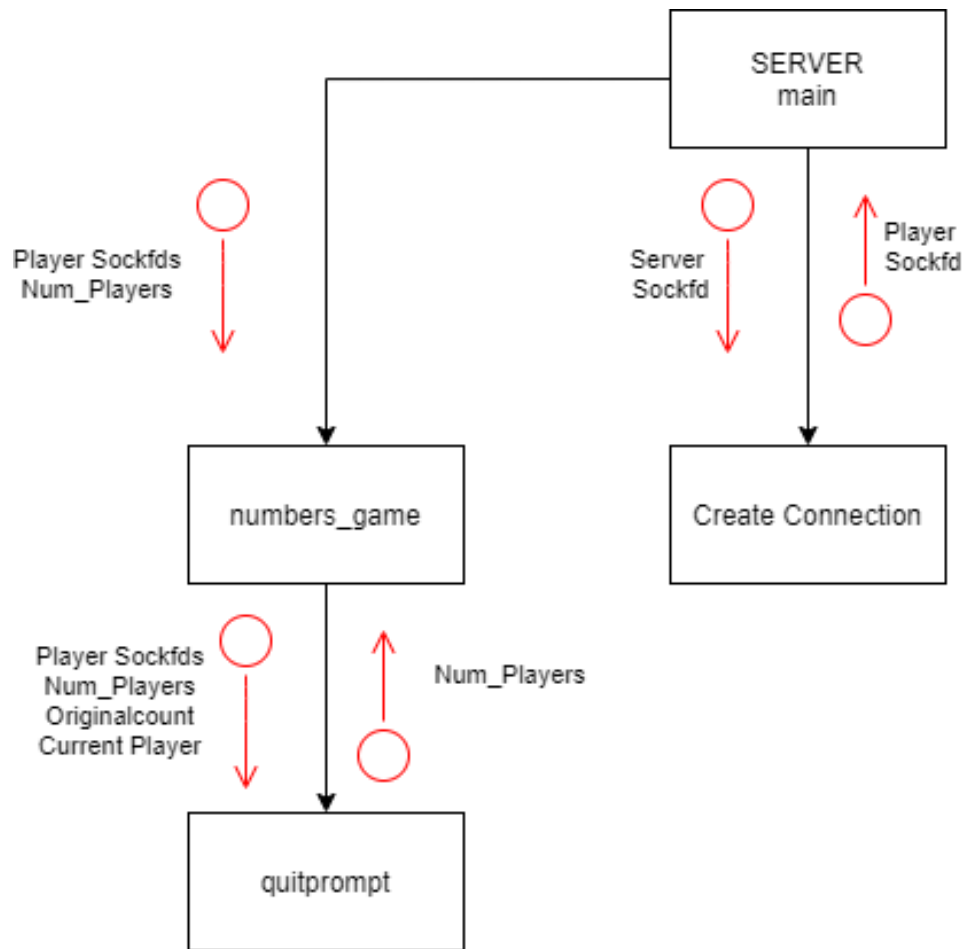 SERVER
main
Player Sockfds
Num_Players
Server
Sockfd
Player
Sockfd
numbers_game
Create Connection
Player Sockfds
Num_Players
Originalcount
Current Player
Num_Players
quitprompt